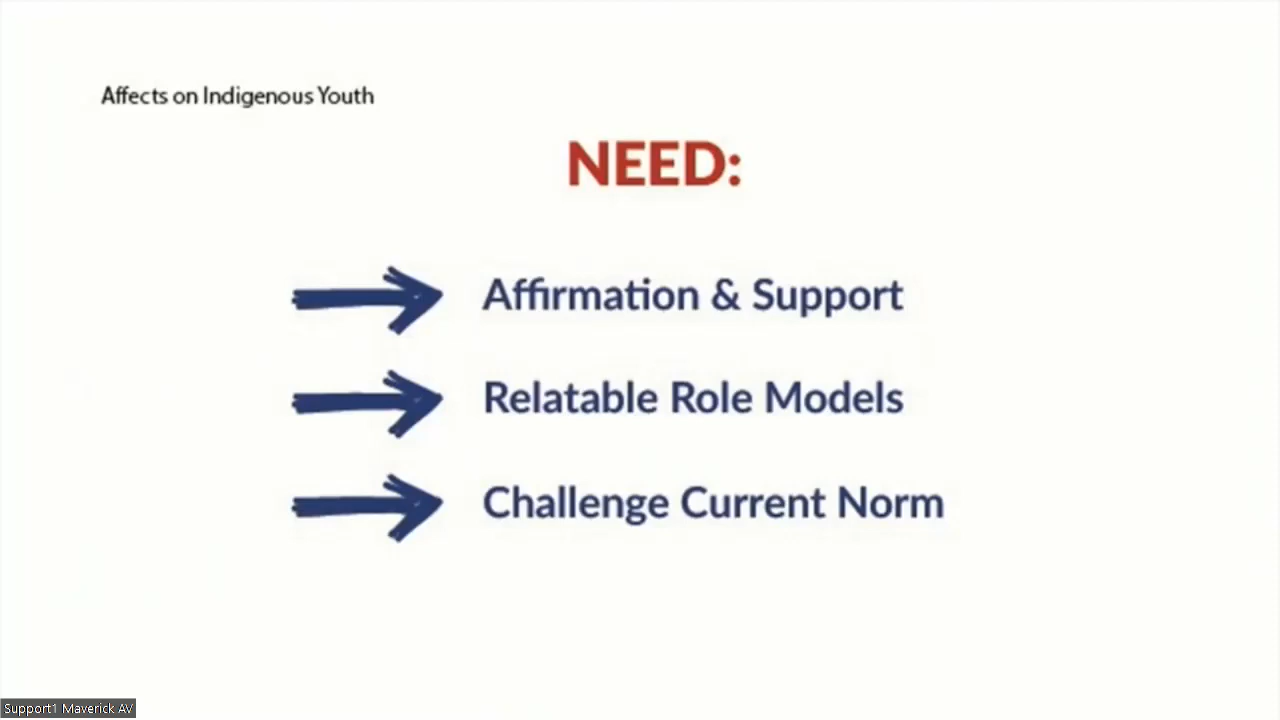 Affects on Indigenous Youth
NEED:
Affirmation & Support
Relatable Role Models
Challenge Current Norm
Support1 Maverick AV